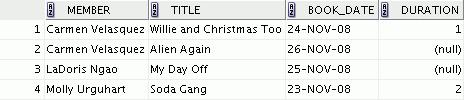 MEMBER TITLE BOOK_DATE DURATION
1 Carmen Velasquez Willie and Christmas Too 24-NOV-08 1
2 Carmen Velasquez Alien Again 26-NOV-08 (null)
3 LaDoris Ngao My Day Off 25-NOV-08 (null)
4 Molly Urguhart Soda Gang 23-NOV-08 2